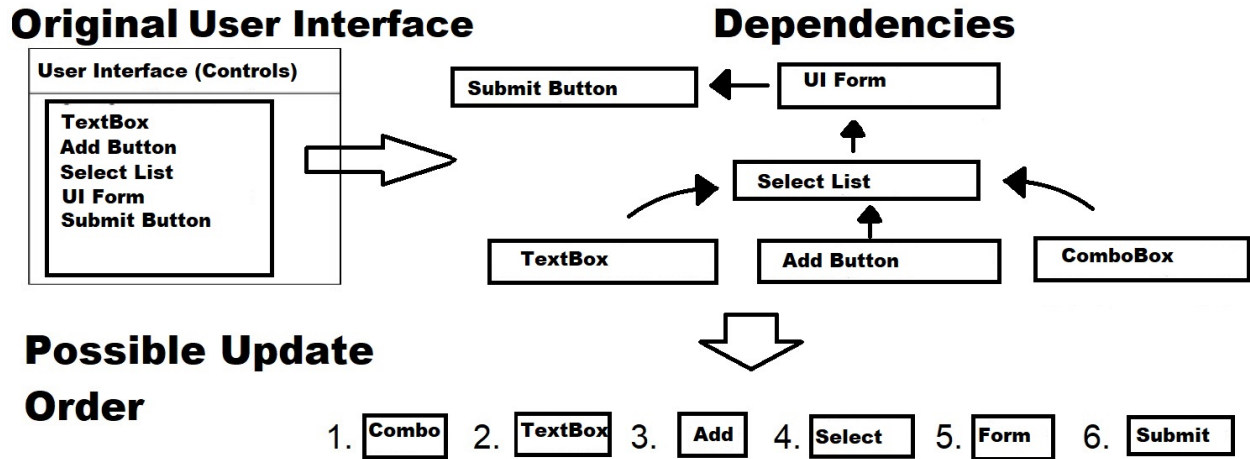 Original User Interface
Dependencies
User Interface (Controls)
TextBox
Add Button
Select List
UI Form
Submit Button
Submit Button
UI Form
Select List
TextBox
Add Button
ComboBox
Possible Update
Order
1. Combo 2. TextBox 3. Add 4. Select 5. Form 6. Submit